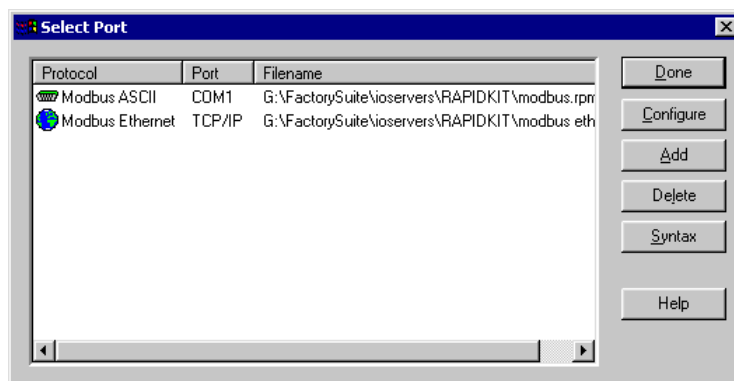 Select Port
Protocol Port Filename
Modbus ASCII COM1 G:\FactorySuite\ioservers\RAPIDKIT\modbus.rpm
Modbus Ethernet TCP/IP G:\FactorySuite\ioservers\RAPIDKIT\modbus eth
Done
Configure
Add
Delete
Syntax
Help